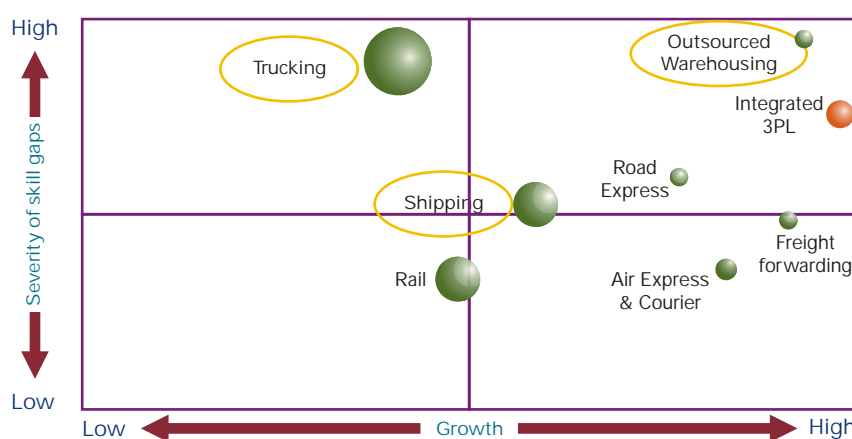 High
Trucking
Outsourced
Warehousing
Integrated
3PL
Road
Express
Severity of skill gaps
Shipping
Freight
forwarding
Rail
Air Express
& Courier
Low
Low
Growth
High